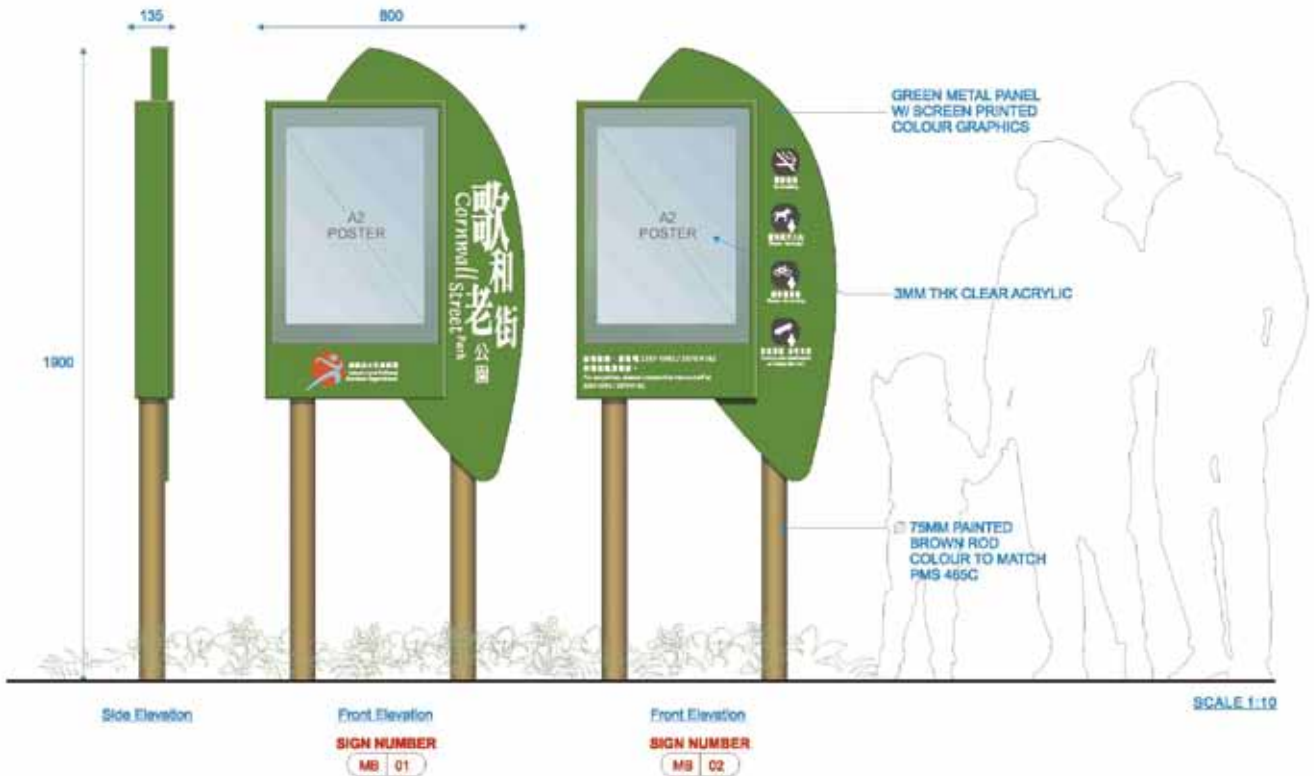 135
800
1900
A2
POSTER
歌和老街公園
Cornwall Street Park
A2
POSTER
GREEN METAL PANEL
W/ SCREEN PRINTED
COLOUR GRAPHICS
3MM THK CLEAR ACRYLIC
75MM PAINTED
BROWN ROD
COLOUR TO MATCH
PMS 465C
Side Elevation
Front Elevation
SIGN NUMBER
MB 01
Front Elevation
SIGN NUMBER
MB 02
SCALE 1:10